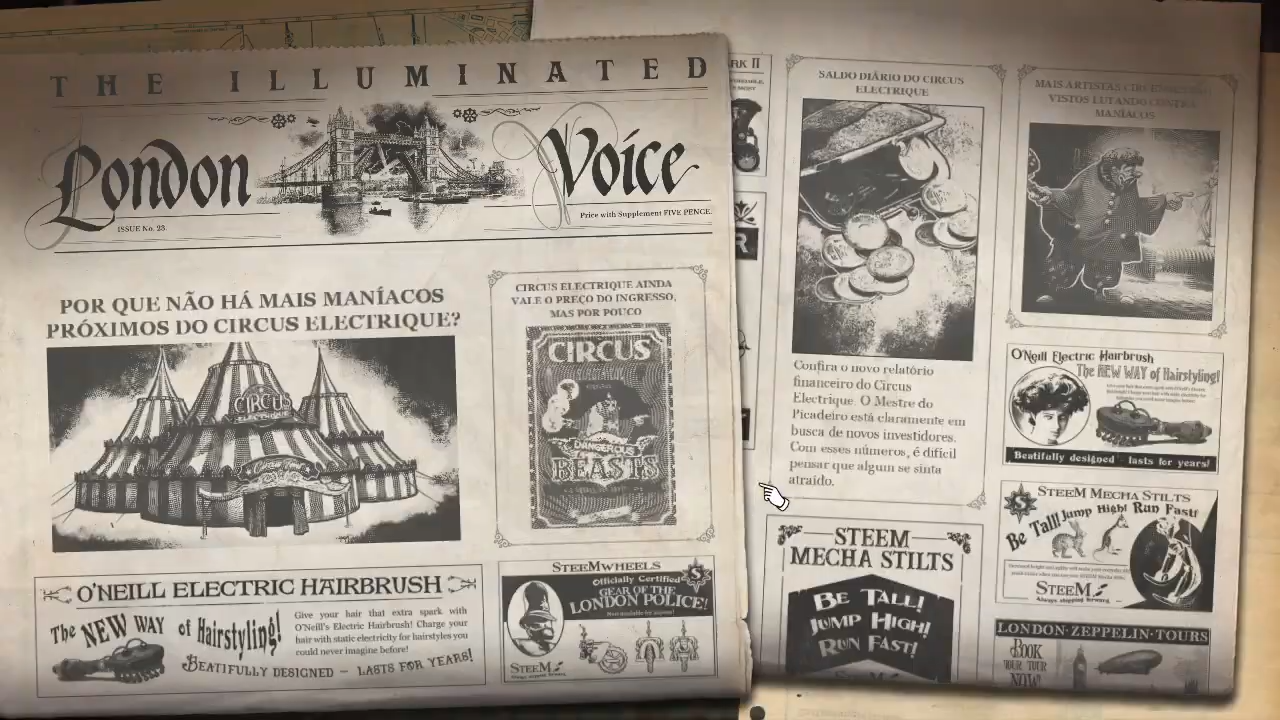 THE ILLUMINATED
London Voice
ISSUE No. 23
Price with Supplement FIVE PENCE.
POR QUE NÃO HÁ MAIS MANÍACOS
PRÓXIMOS DO CIRCUS ELECTRIQUE?
CIRCUS
CIRCUS ELECTRIQUE AINDA
VALE O PREÇO DO INGRESSO,
MAS POR POUCO
CIRCUS
DANGEROUS
BEASTS
O'NEILL ELECTRIC HAIRBRUSH
The NEW WAY of Hairstyling!
Give your hair that extra spark with
O'Neill's Electric Hairbrush! Charge your
hair with static electricity for hairstyles you
could never imagine before!
BEATIFULLY DESIGNED – LASTS FOR YEARS!
STEEMWHEELS
Officially Certified
GEAR OF THE
LONDON POLICE!
STEEM
Always stepping forward.
RK II
SALDO DIÁRIO DO CIRCUS
ELECTRIQUE
Confira o novo relatório
financeiro do Circus
Electrique. O Mestre do
Picadeiro está claramente em
busca de novos investidores.
Com esses números, é difícil
pensar que algum se sinta
atraído.
STEEM
MECHA STILTS
BE TALL!
JUMP HIGH!
RUN FAST!
MAIS ARTISTAS CIRCENSES
VISTOS LUTANDO CONTRA
MANÍACOS
O'Neill Electric Hairbrush
The NEW WAY of Hairstyling!
Beatifully designed – lasts for years!
STEEM MECHA STILTS
Be Tall! Jump High! Run Fast!
STEEM
Always stepping forward.
LONDON·ZEPPELIN·TOURS
BOOK
YOUR TOUR
NOW!